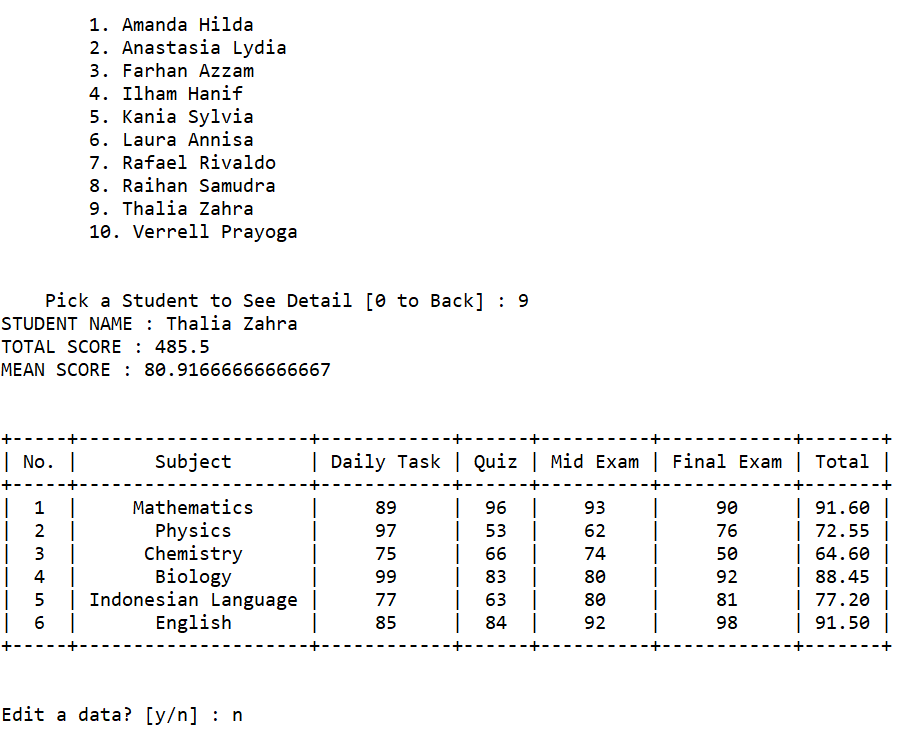 1. Amanda Hilda
2. Anastasia Lydia
3. Farhan Azzam
4. Ilham Hanif
5. Kania Sylvia
6. Laura Annisa
7. Rafael Rivaldo
8. Raihan Samudra
9. Thalia Zahra
10. Verrell Prayoga
Pick a Student to See Detail [0 to Back] : 9
STUDENT NAME : Thalia Zahra
TOTAL SCORE : 485.5
MEAN SCORE : 80.91666666666667
+-----+---------------------+------------+------+----------+------------+-------+
| No. |       Subject       | Daily Task | Quiz | Mid Exam | Final Exam | Total |
+-----+---------------------+------------+------+----------+------------+-------+
|  1  |     Mathematics     |     89     |  96  |    93    |     90     | 91.60 |
|  2  |       Physics       |     97     |  53  |    62    |     76     | 72.55 |
|  3  |      Chemistry      |     75     |  66  |    74    |     50     | 64.60 |
|  4  |       Biology       |     99     |  83  |    80    |     92     | 88.45 |
|  5  | Indonesian Language |     77     |  63  |    80    |     81     | 77.20 |
|  6  |       English       |     85     |  84  |    92    |     98     | 91.50 |
+-----+---------------------+------------+------+----------+------------+-------+
Edit a data? [y/n] : n